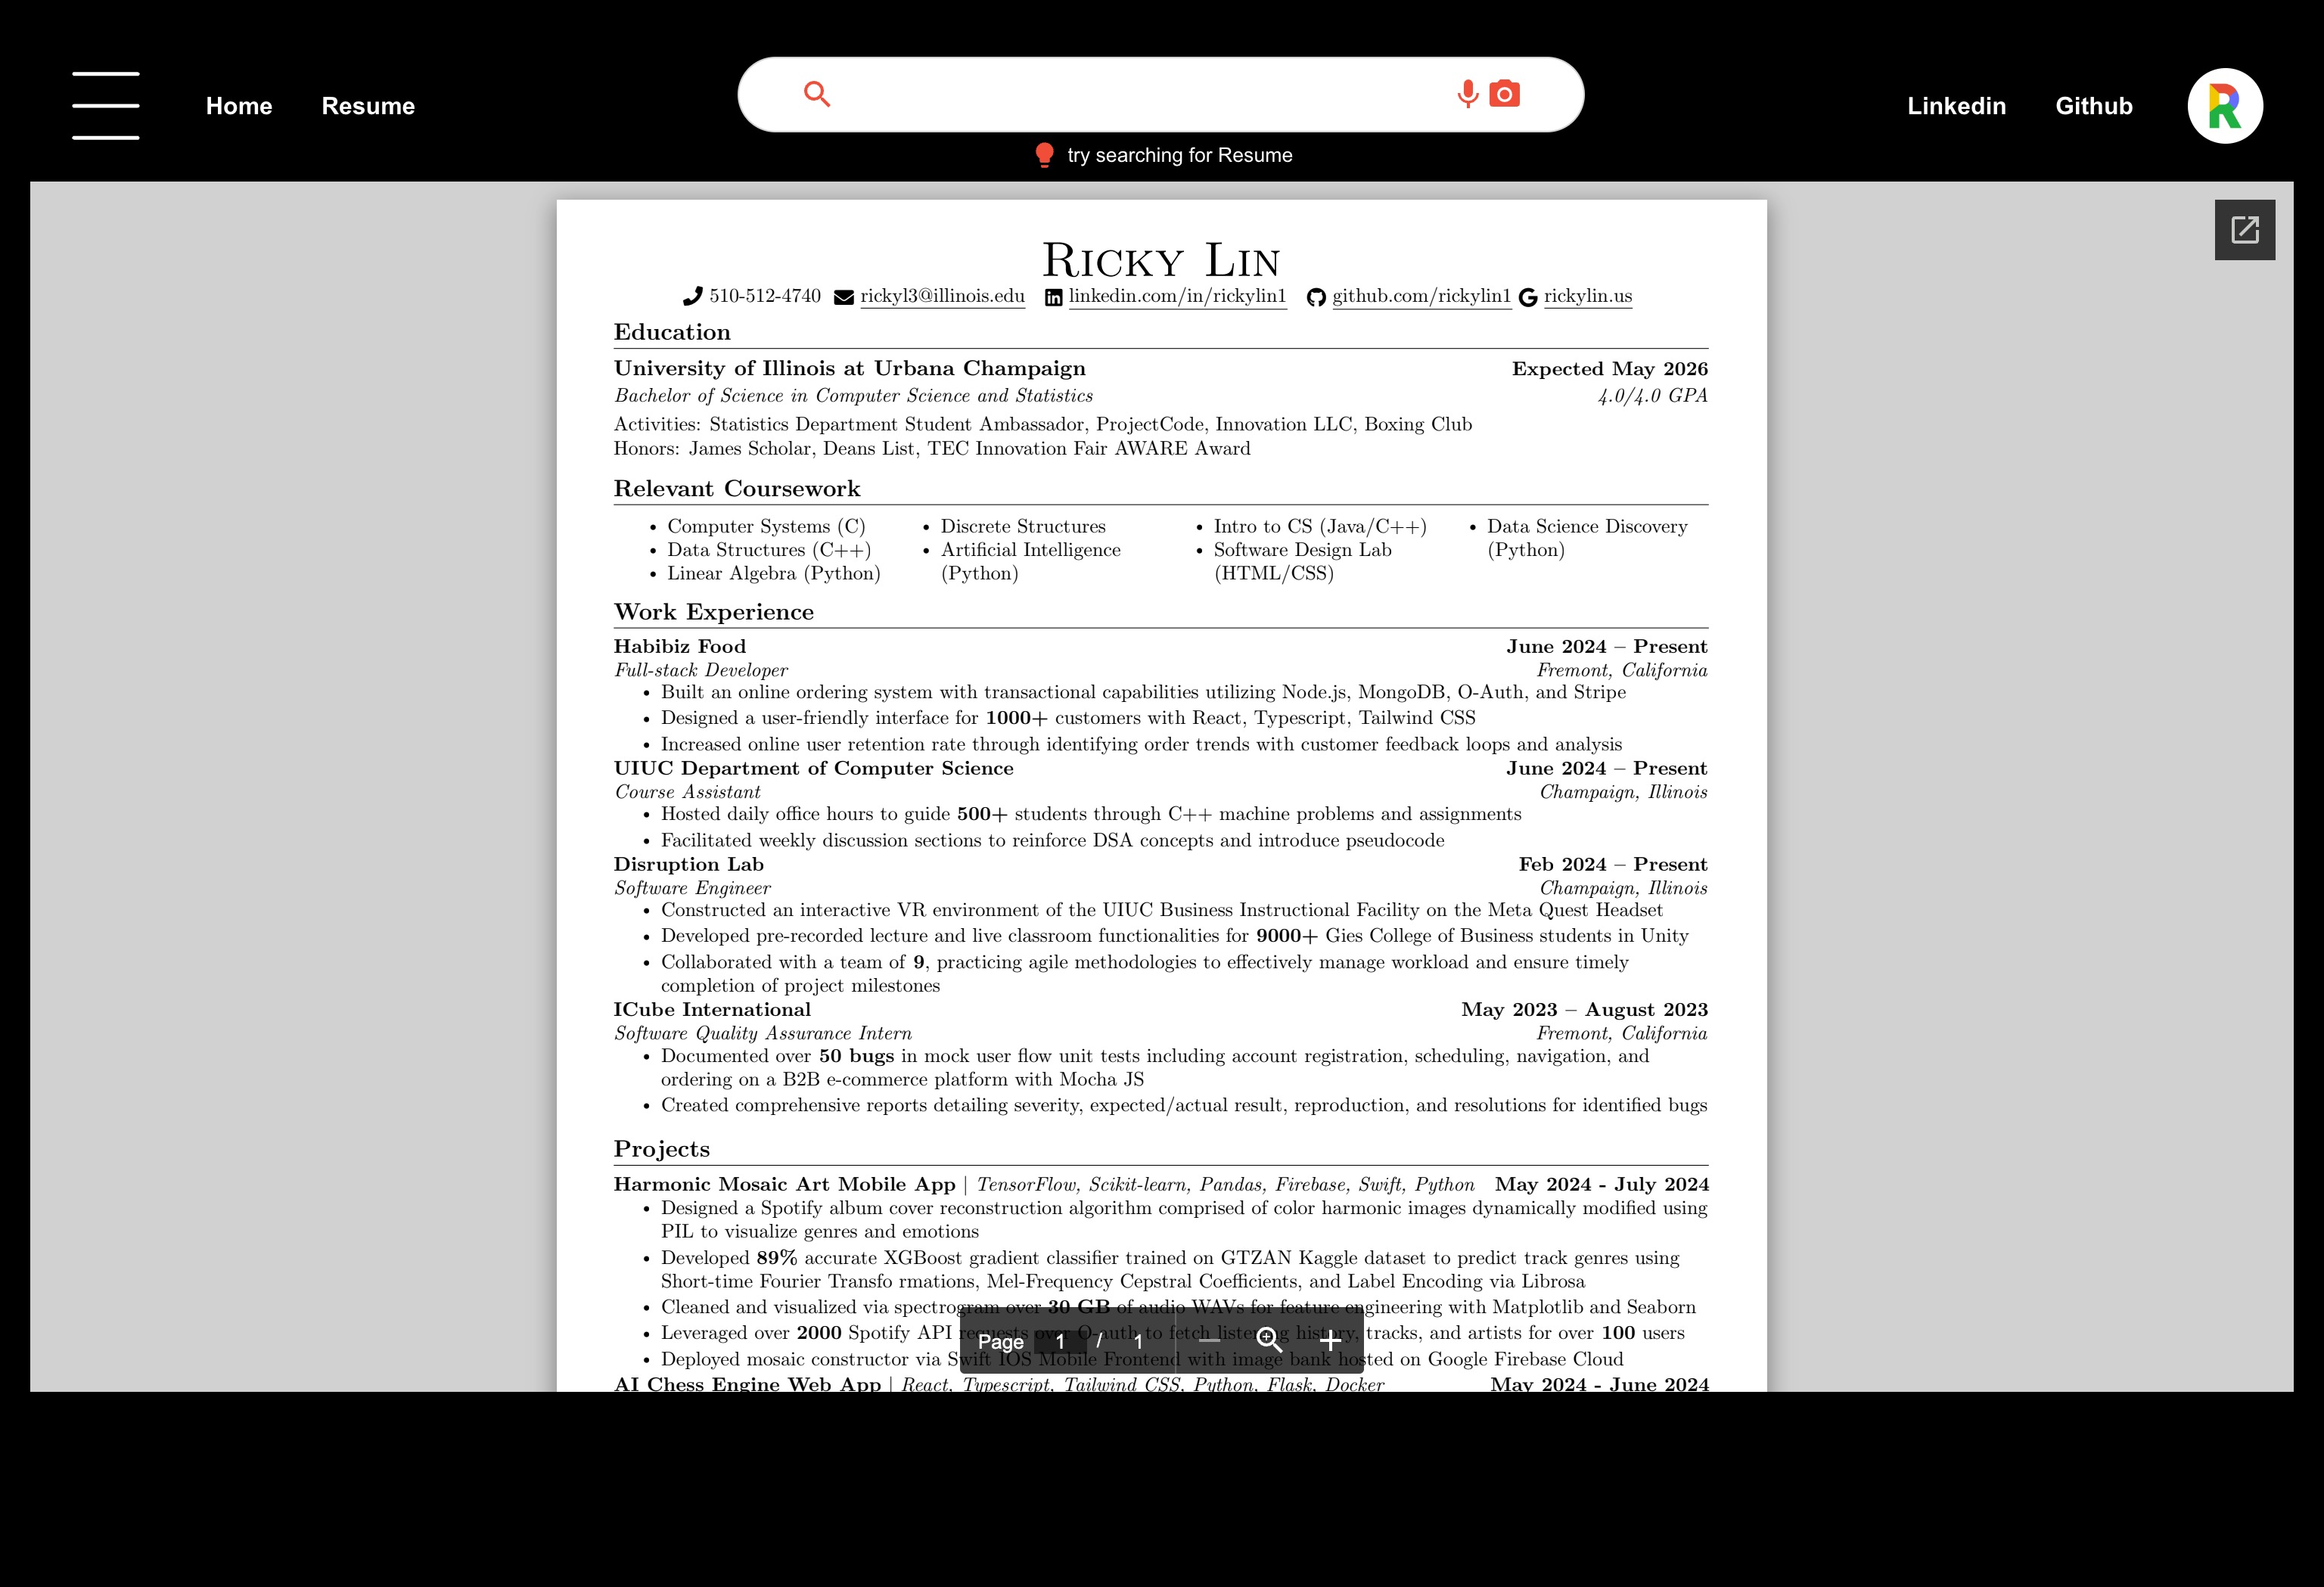 Home Resume Linkedin Github R
try searching for Resume
RICKY LIN
510-512-4740 rickyl3@illinois.edu linkedin.com/in/rickylin1 github.com/rickylin1 rickylin.us
Education
University of Illinois at Urbana Champaign Expected May 2026
Bachelor of Science in Computer Science and Statistics 4.0/4.0 GPA
Activities: Statistics Department Student Ambassador, ProjectCode, Innovation LLC, Boxing Club
Honors: James Scholar, Deans List, TEC Innovation Fair AWARE Award
Relevant Coursework
• Computer Systems (C)
• Data Structures (C++)
• Linear Algebra (Python)
• Discrete Structures
• Artificial Intelligence
(Python)
• Intro to CS (Java/C++)
• Software Design Lab
(HTML/CSS)
• Data Science Discovery
(Python)
Work Experience
Habibiz Food June 2024 – Present
Full-stack Developer Fremont, California
• Built an online ordering system with transactional capabilities utilizing Node.js, MongoDB, O-Auth, and Stripe
• Designed a user-friendly interface for 1000+ customers with React, Typescript, Tailwind CSS
• Increased online user retention rate through identifying order trends with customer feedback loops and analysis
UIUC Department of Computer Science June 2024 – Present
Course Assistant Champaign, Illinois
• Hosted daily office hours to guide 500+ students through C++ machine problems and assignments
• Facilitated weekly discussion sections to reinforce DSA concepts and introduce pseudocode
Disruption Lab Feb 2024 – Present
Software Engineer Champaign, Illinois
• Constructed an interactive VR environment of the UIUC Business Instructional Facility on the Meta Quest Headset
• Developed pre-recorded lecture and live classroom functionalities for 9000+ Gies College of Business students in Unity
• Collaborated with a team of 9, practicing agile methodologies to effectively manage workload and ensure timely
completion of project milestones
ICube International May 2023 – August 2023
Software Quality Assurance Intern Fremont, California
• Documented over 50 bugs in mock user flow unit tests including account registration, scheduling, navigation, and
ordering on a B2B e-commerce platform with Mocha JS
• Created comprehensive reports detailing severity, expected/actual result, reproduction, and resolutions for identified bugs
Projects
Harmonic Mosaic Art Mobile App | TensorFlow, Scikit-learn, Pandas, Firebase, Swift, Python May 2024 - July 2024
• Designed a Spotify album cover reconstruction algorithm comprised of color harmonic images dynamically modified using
PIL to visualize genres and emotions
• Developed 89% accurate XGBoost gradient classifier trained on GTZAN Kaggle dataset to predict track genres using
Short-time Fourier Transfo rmations, Mel-Frequency Cepstral Coefficients, and Label Encoding via Librosa
• Cleaned and visualized via spectrogram over 30 GB of audio WAVs for feature engineering with Matplotlib and Seaborn
• Leveraged over 2000 Spotify API requests over O-auth to fetch listening history, tracks, and artists for over 100 users
• Deployed mosaic constructor via Swift IOS Mobile Frontend with image bank hosted on Google Firebase Cloud
Page 1 / 1
AI Chess Engine Web App | React, Typescript, Tailwind CSS, Python, Flask, Docker May 2024 - June 2024